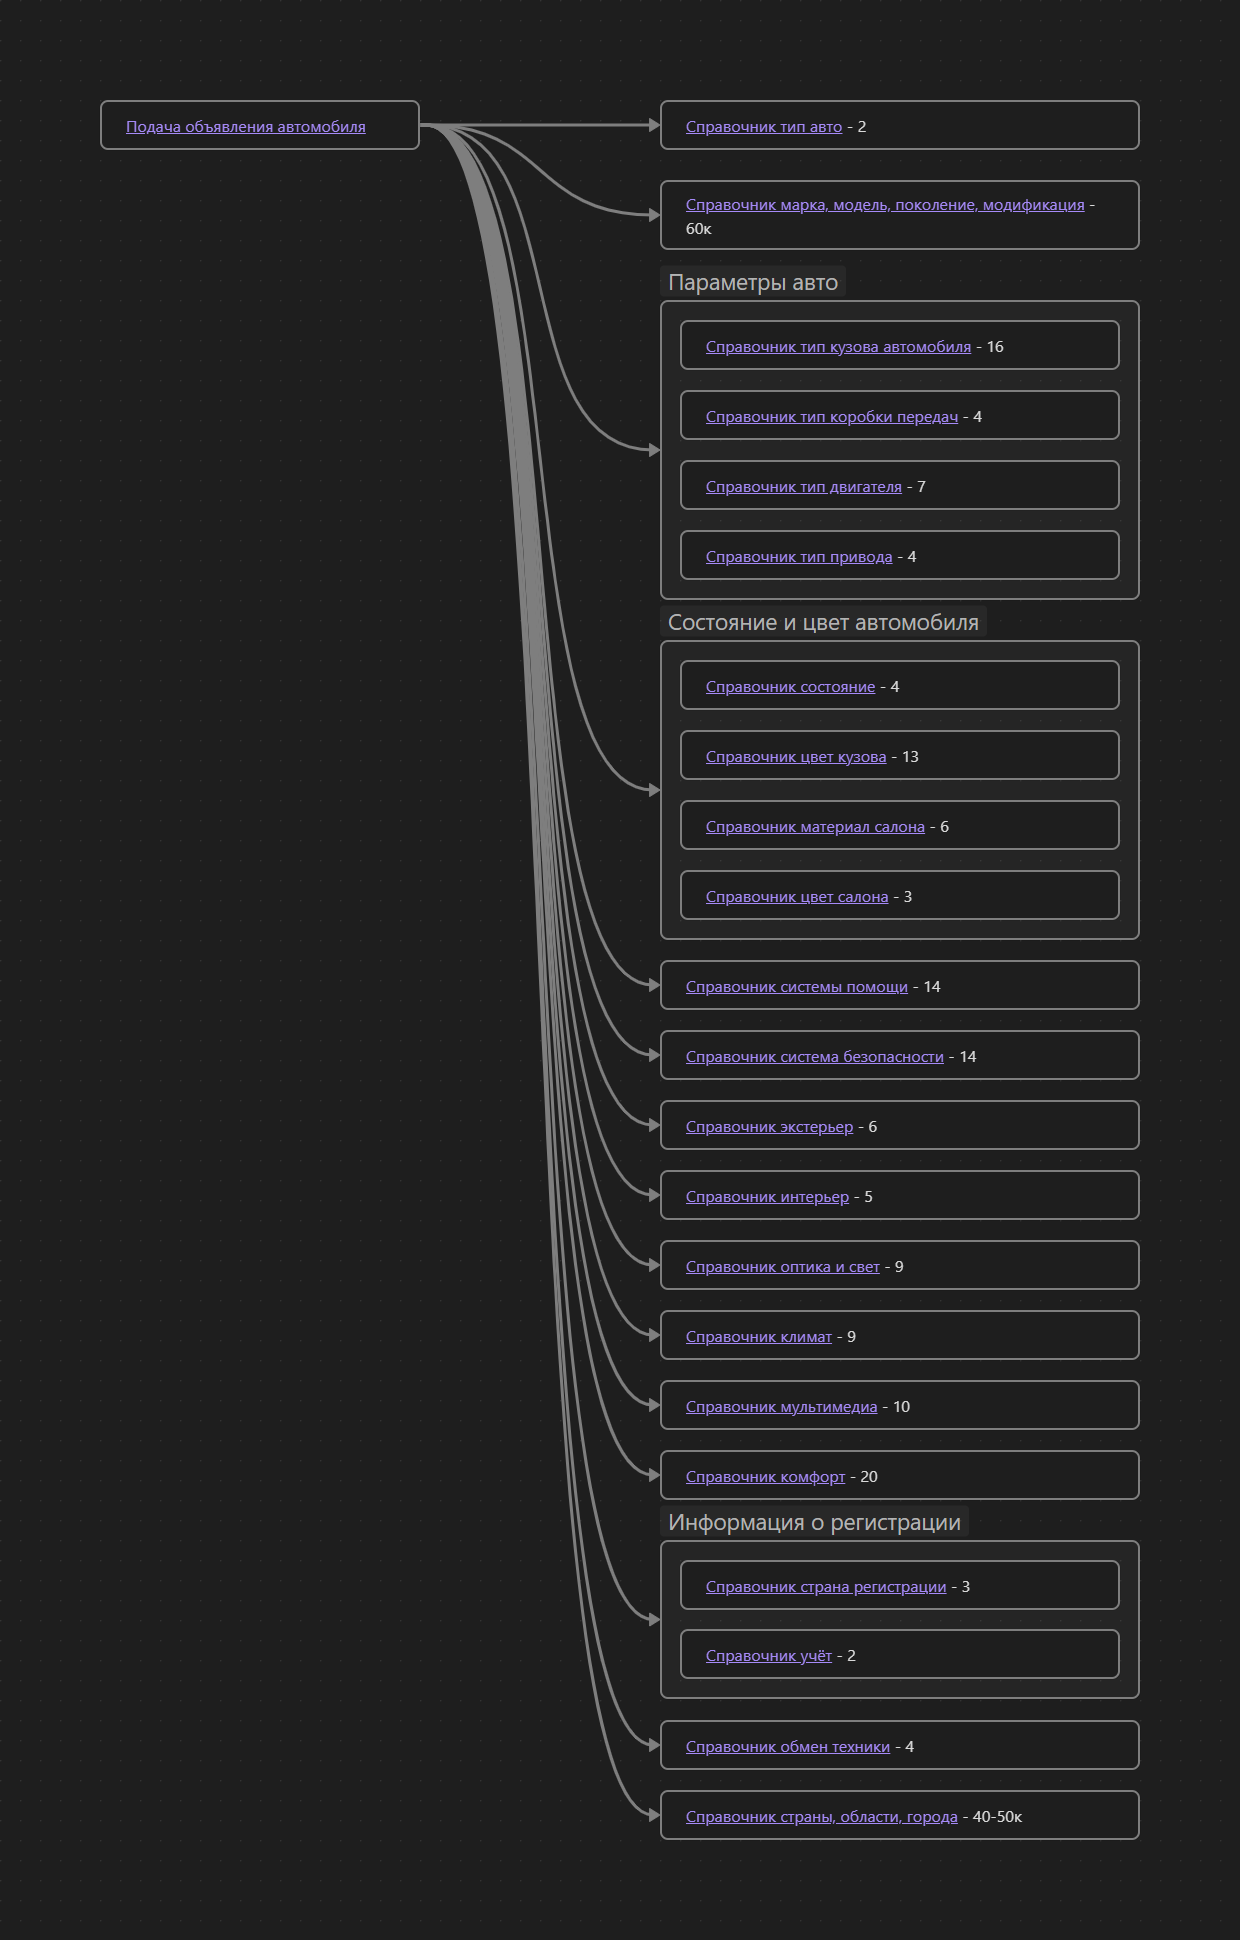 Подача объявления автомобиля
Справочник тип авто - 2
Справочник марка, модель, поколение, модификация -
60к
Параметры авто
Справочник тип кузова автомобиля - 16
Справочник тип коробки передач - 4
Справочник тип двигателя - 7
Справочник тип привода - 4
Состояние и цвет автомобиля
Справочник состояние - 4
Справочник цвет кузова - 13
Справочник материал салона - 6
Справочник цвет салона - 3
Справочник системы помощи - 14
Справочник система безопасности - 14
Справочник экстерьер - 6
Справочник интерьер - 5
Справочник оптика и свет - 9
Справочник климат - 9
Справочник мультимедиа - 10
Справочник комфорт - 20
Информация о регистрации
Справочник страна регистрации - 3
Справочник учёт - 2
Справочник обмен техники - 4
Справочник страны, области, города - 40-50к